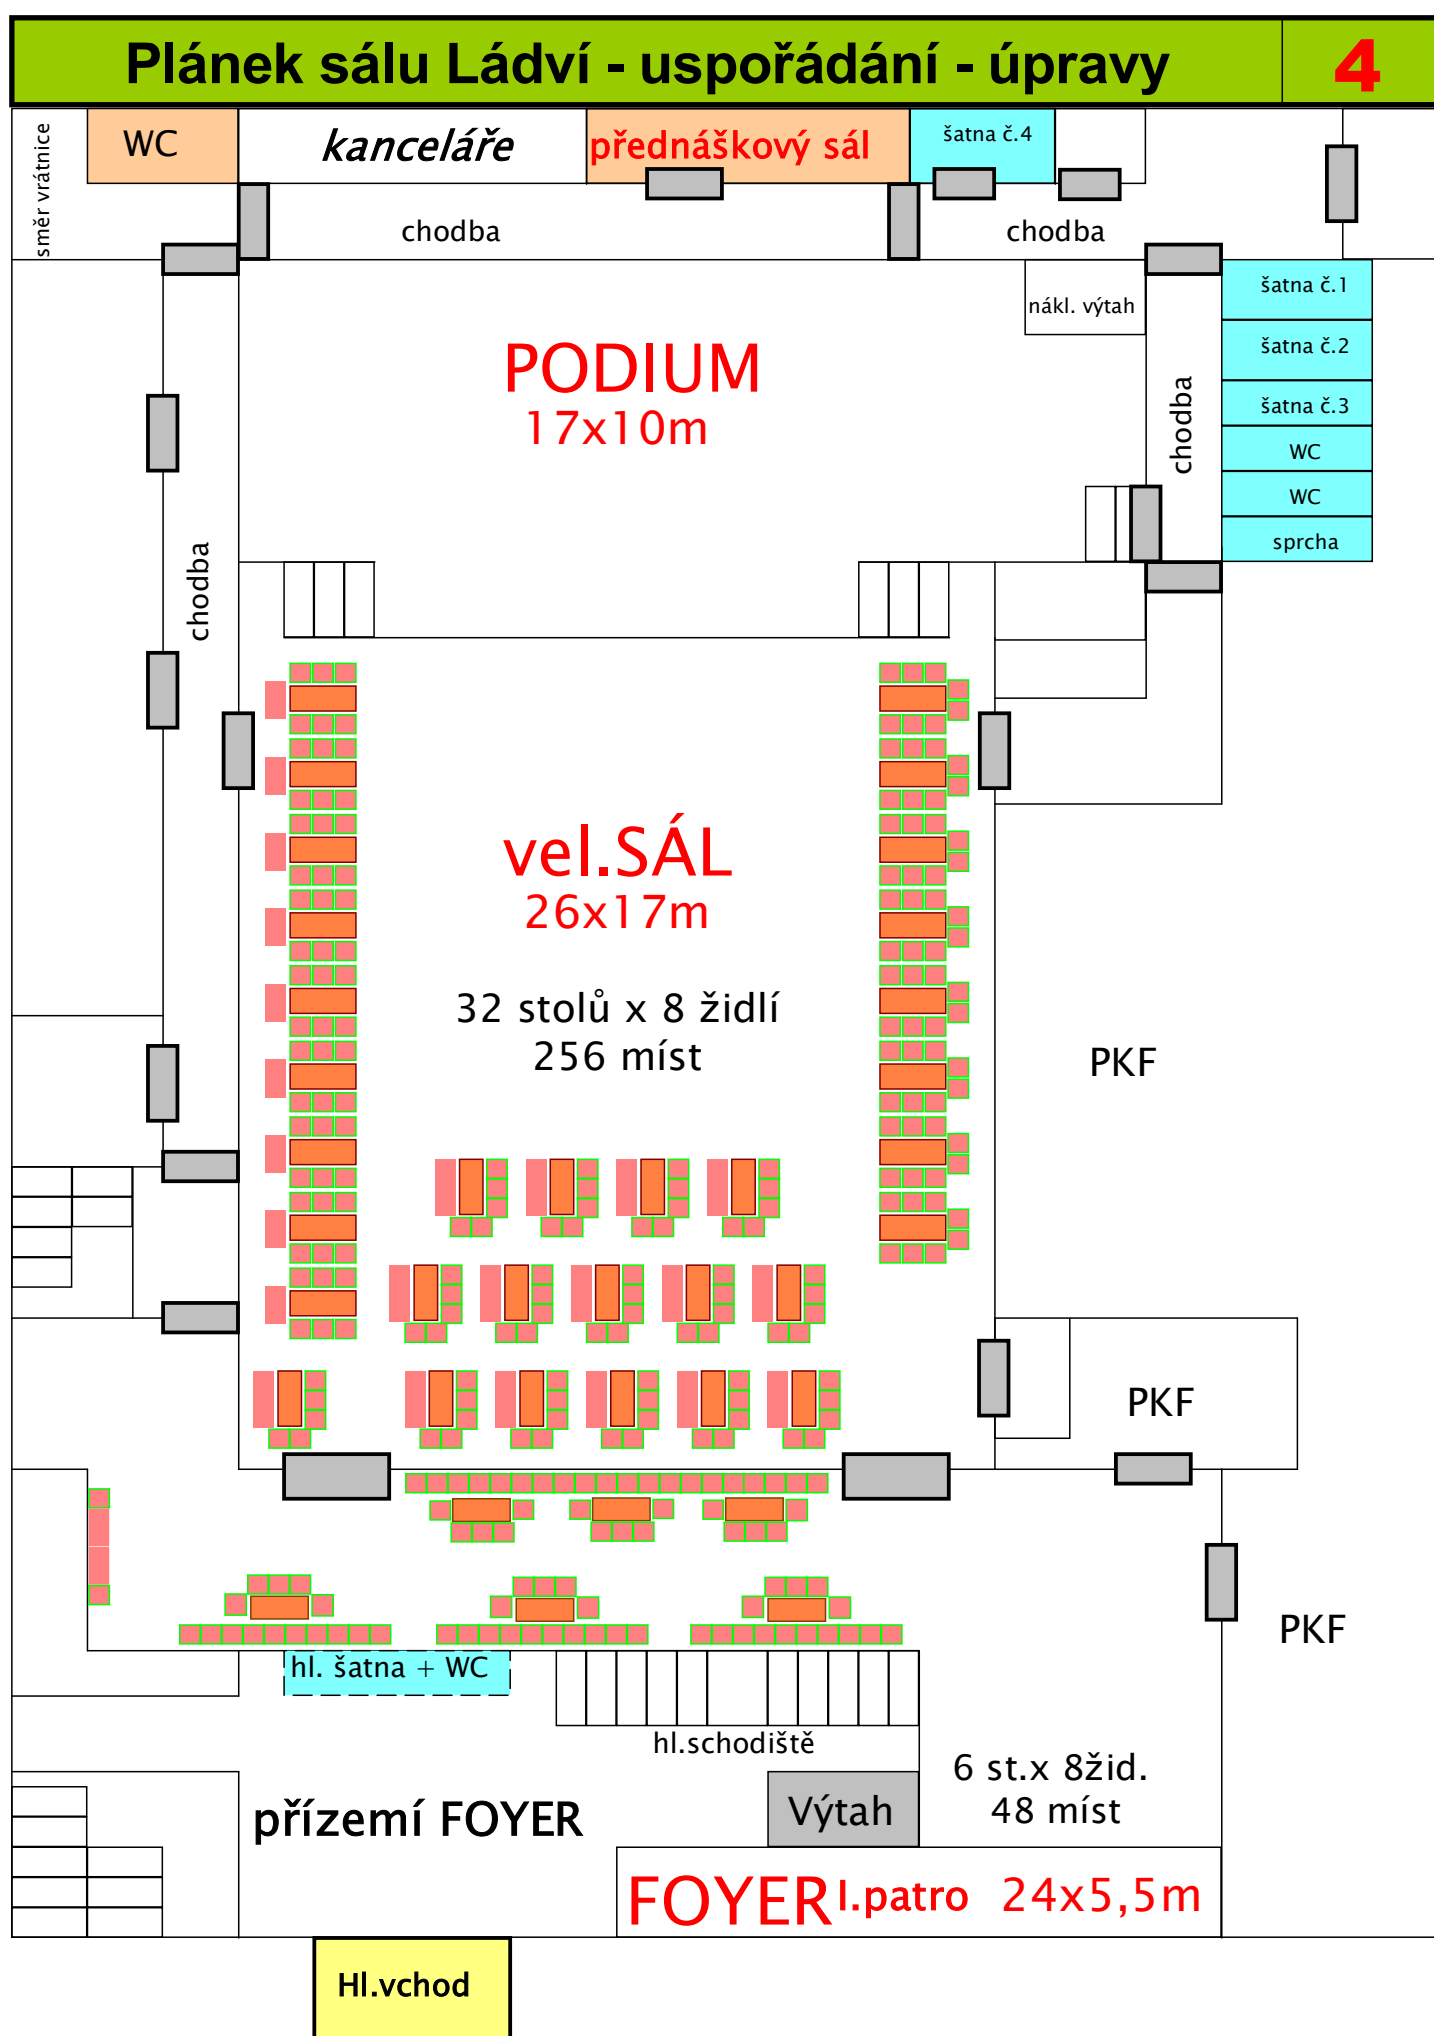 Plánek sálu Ládví - uspořádání - úpravy
4
směr vrátnice
WC
kanceláře
přednáškový sál
šatna č.4
chodba
chodba
nákl. výtah
šatna č.1
šatna č.2
šatna č.3
WC
WC
sprcha
chodba
PODIUM
17x10m
chodba
vel.SÁL
26x17m
32 stolů x 8 židlí
256 míst
PKF
PKF
PKF
hl. šatna + WC
hl.schodiště
6 st.x 8žid.
48 míst
přízemí FOYER
Výtah
FOYER I.patro 24x5,5m
Hl.vchod